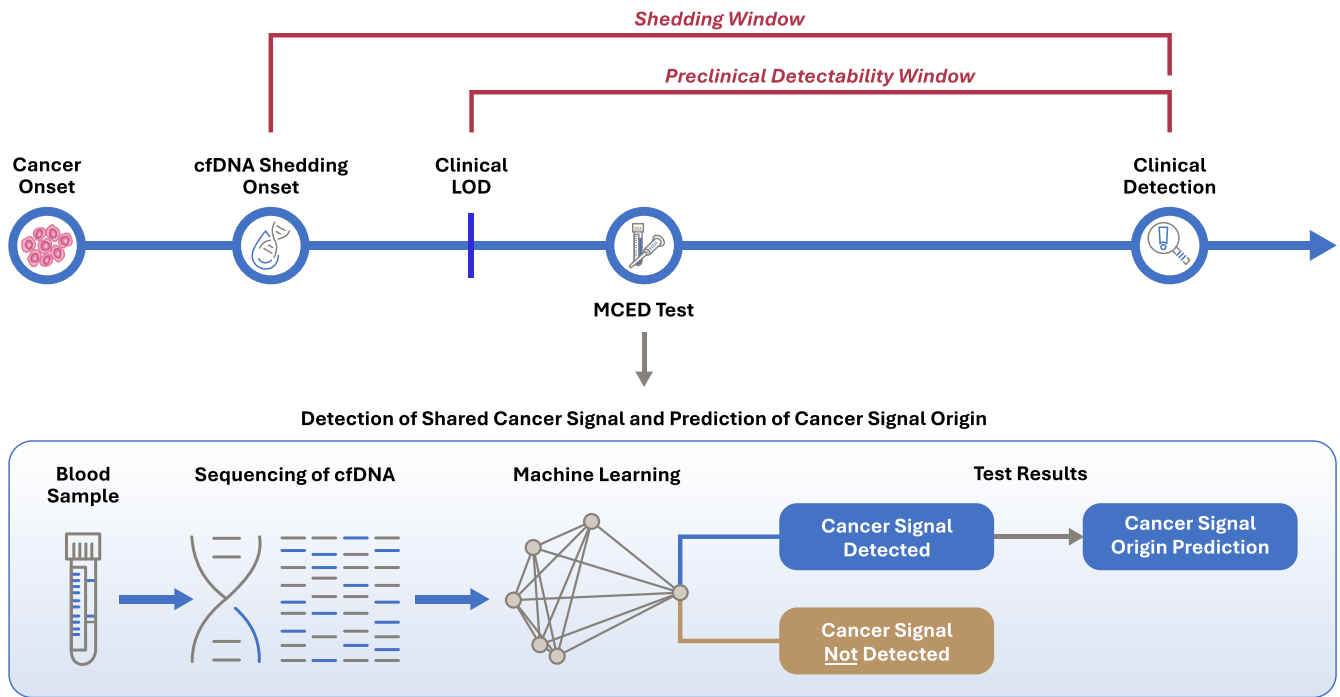 Shedding Window
Preclinical Detectability Window
Cancer
Onset
cfDNA Shedding
Onset
Clinical
LOD
Clinical
Detection
MCED Test
Detection of Shared Cancer Signal and Prediction of Cancer Signal Origin
Blood
Sample
Sequencing of cfDNA
Machine Learning
Test Results
Cancer Signal
Detected
Cancer Signal
Origin Prediction
Cancer Signal
Not Detected